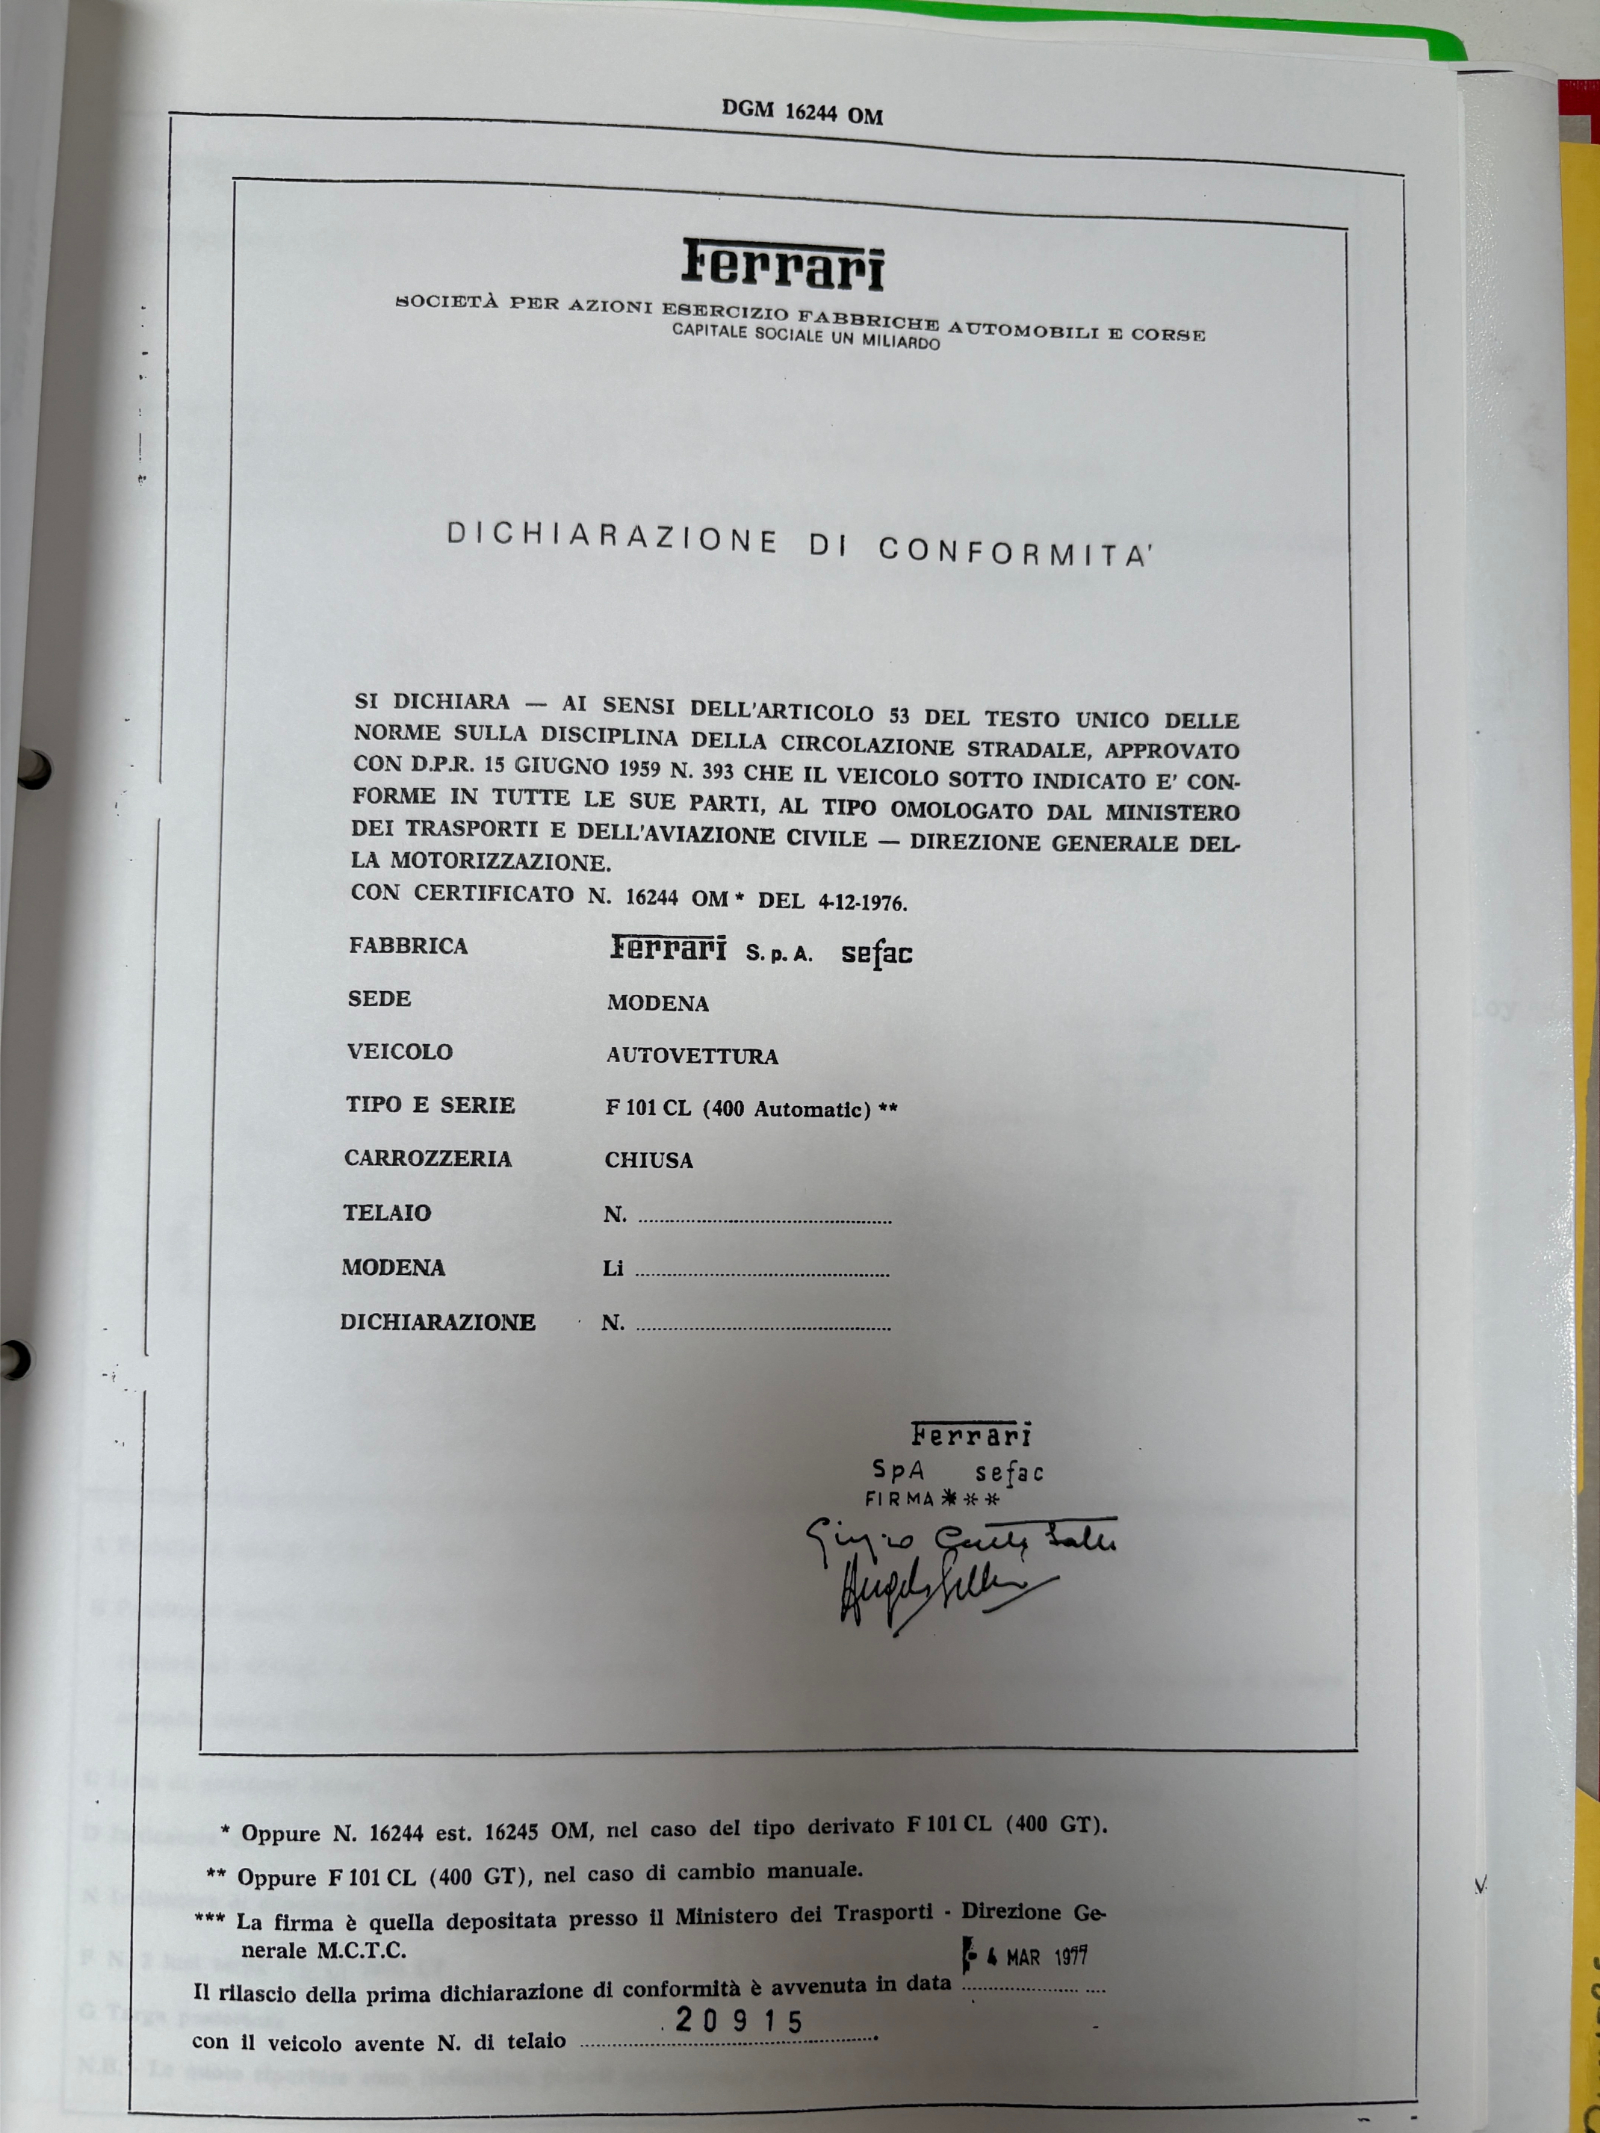 DGM 16244 OM
Ferrari
SOCIETÀ PER AZIONI ESERCIZIO FABBRICHE AUTOMOBILI E CORSE
CAPITALE SOCIALE UN MILIARDO
DICHIARAZIONE DI CONFORMITA'
SI DICHIARA — AI SENSI DELL'ARTICOLO 53 DEL TESTO UNICO DELLE
NORME SULLA DISCIPLINA DELLA CIRCOLAZIONE STRADALE, APPROVATO
CON D.P.R. 15 GIUGNO 1959 N. 393 CHE IL VEICOLO SOTTO INDICATO E' CON-
FORME IN TUTTE LE SUE PARTI, AL TIPO OMOLOGATO DAL MINISTERO
DEI TRASPORTI E DELL'AVIAZIONE CIVILE — DIREZIONE GENERALE DEL-
LA MOTORIZZAZIONE.
CON CERTIFICATO N. 16244 OM * DEL 4-12-1976.
FABBRICA Ferrari S.p.A. sefac
SEDE MODENA
VEICOLO AUTOVETTURA
TIPO E SERIE F 101 CL (400 Automatic) **
CARROZZERIA CHIUSA
TELAIO N. ............
MODENA Li ............
DICHIARAZIONE N. ............
Ferrari
SpA sefac
FIRMA ***
* Oppure N. 16244 est. 16245 OM, nel caso del tipo derivato F 101 CL (400 GT).
** Oppure F 101 CL (400 GT), nel caso di cambio manuale.
*** La firma è quella depositata presso il Ministero dei Trasporti - Direzione Ge-
nerale M.C.T.C.
Il rilascio della prima dichiarazione di conformità è avvenuta in data - 4 MAR 1977
con il veicolo avente N. di telaio 20915